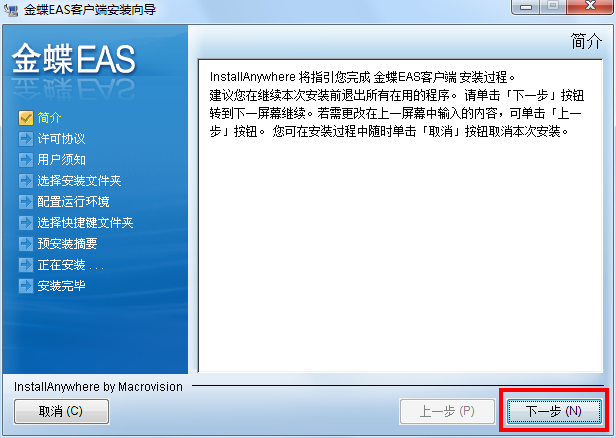 金蝶EAS客户端安装向导
金蝶EAS
简介
InstallAnywhere 将指引您完成 金蝶EAS客户端 安装过程。
建议您在继续本次安装前退出所有在用的程序。 请单击「下一步」按钮
转到下一屏幕继续。若需更改在上一屏幕中输入的内容，可单击「上一
步」按钮。 您可在安装过程中随时单击「取消」按钮取消本次安装。
简介
许可协议
用户须知
选择安装文件夹
配置运行环境
选择快捷键文件夹
预安装摘要
正在安装 . . .
安装完毕
InstallAnywhere by Macrovision
取消 (C)
上一步 (P)
下一步 (N)